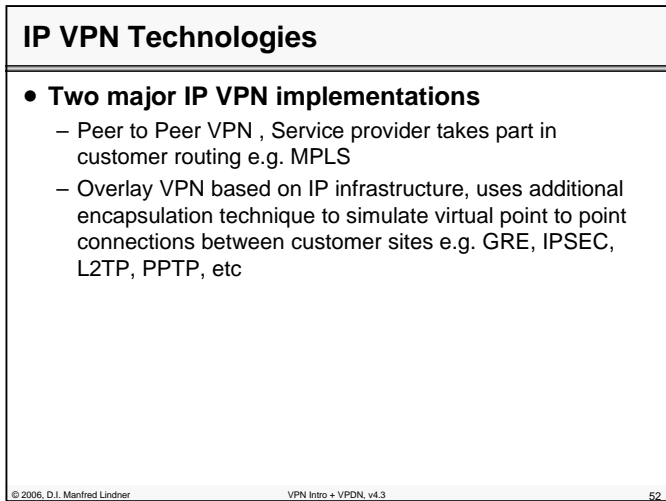 IP VPN Technologies
• Two major IP VPN implementations
– Peer to Peer VPN , Service provider takes part in
customer routing e.g. MPLS
– Overlay VPN based on IP infrastructure, uses additional
encapsulation technique to simulate virtual point to point
connections between customer sites e.g. GRE, IPSEC,
L2TP, PPTP, etc
© 2006, D.I. Manfred Lindner VPN Intro + VPDN, v4.3 52